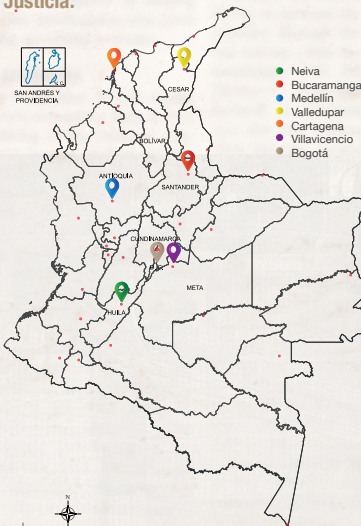 Justicia.
SAN ANDRÉS Y
PROVIDENCIA
CESAR
Neiva
Bucaramanga
Medellín
Valledupar
Cartagena
Villavicencio
Bogotá
BOLÍVAR
ANTIOQUIA
SANTANDER
CUNDINAMARCA
META
HUILA
N